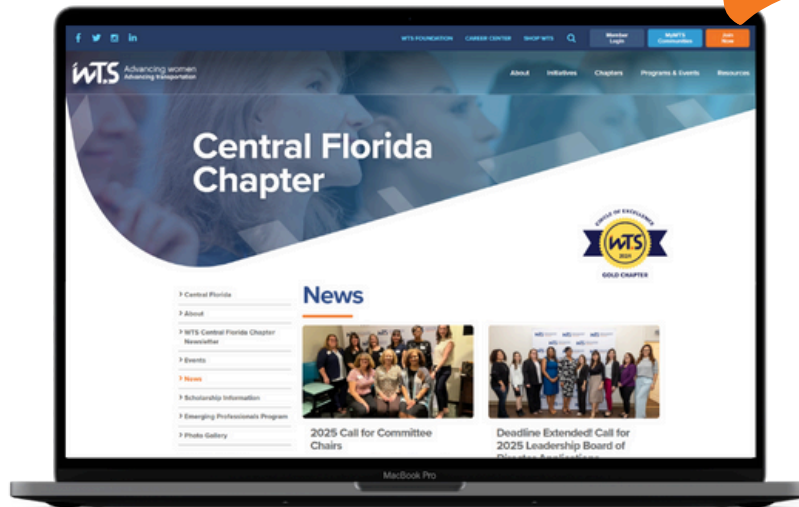 WTS FOUNDATION CAREER CENTER SHOP WTS
Member
Login
MyWTS
Communities
Join
Now
WTS Advancing women
Advancing transportation
About Initiatives Chapters Programs & Events Resources
Central Florida
Chapter
CIRCLE OF EXCELLENCE
WTS
2024
GOLD CHAPTER
> Central Florida
> About
> WTS Central Florida Chapter
Newsletter
> Events
> News
> Scholarship Information
> Emerging Professionals Program
> Photo Gallery
News
2025 Call for Committee
Chairs
Deadline Extended! Call for
2025 Leadership Board of
Director Applications
MacBook Pro